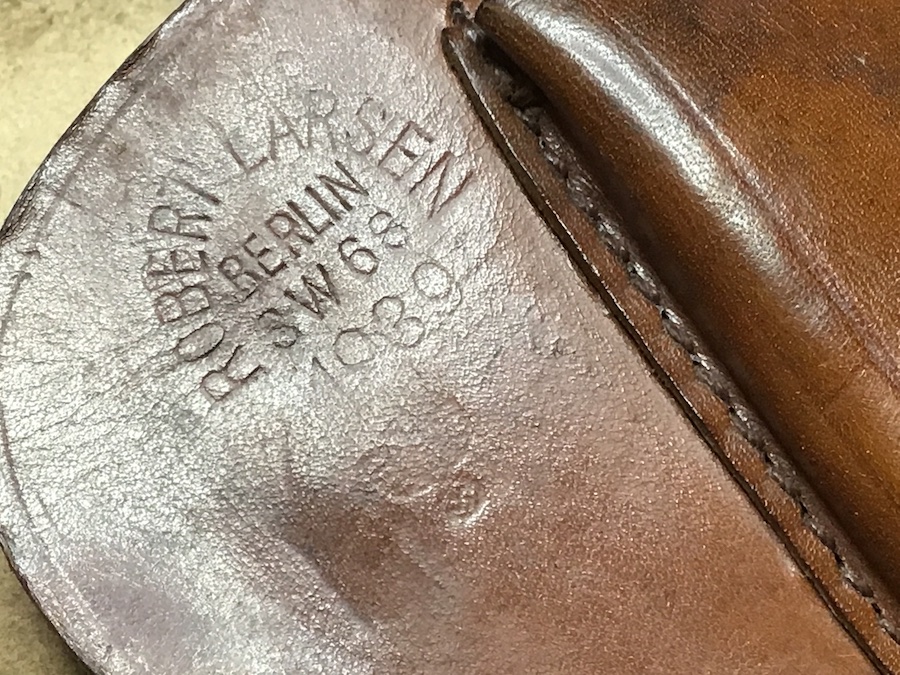 ROBERT LARSEN
BERLIN
SW 68
1939